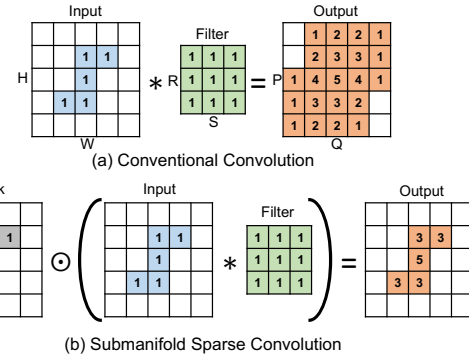 Input Filter Output
1 2 2 1
1 1 1 1 1 2 3 3 1
H 1 * R 1 1 1 = P 1 4 5 4 1
1 1 1 1 1 1 3 3 2
S 1 2 2 1
W Q
(a) Conventional Convolution
k Input Output
Filter
1 ⊙ ( 1 1 1 1 1 3 3
1 * 1 1 1 ) = 5
1 1 1 1 1 3 3
(b) Submanifold Sparse Convolution